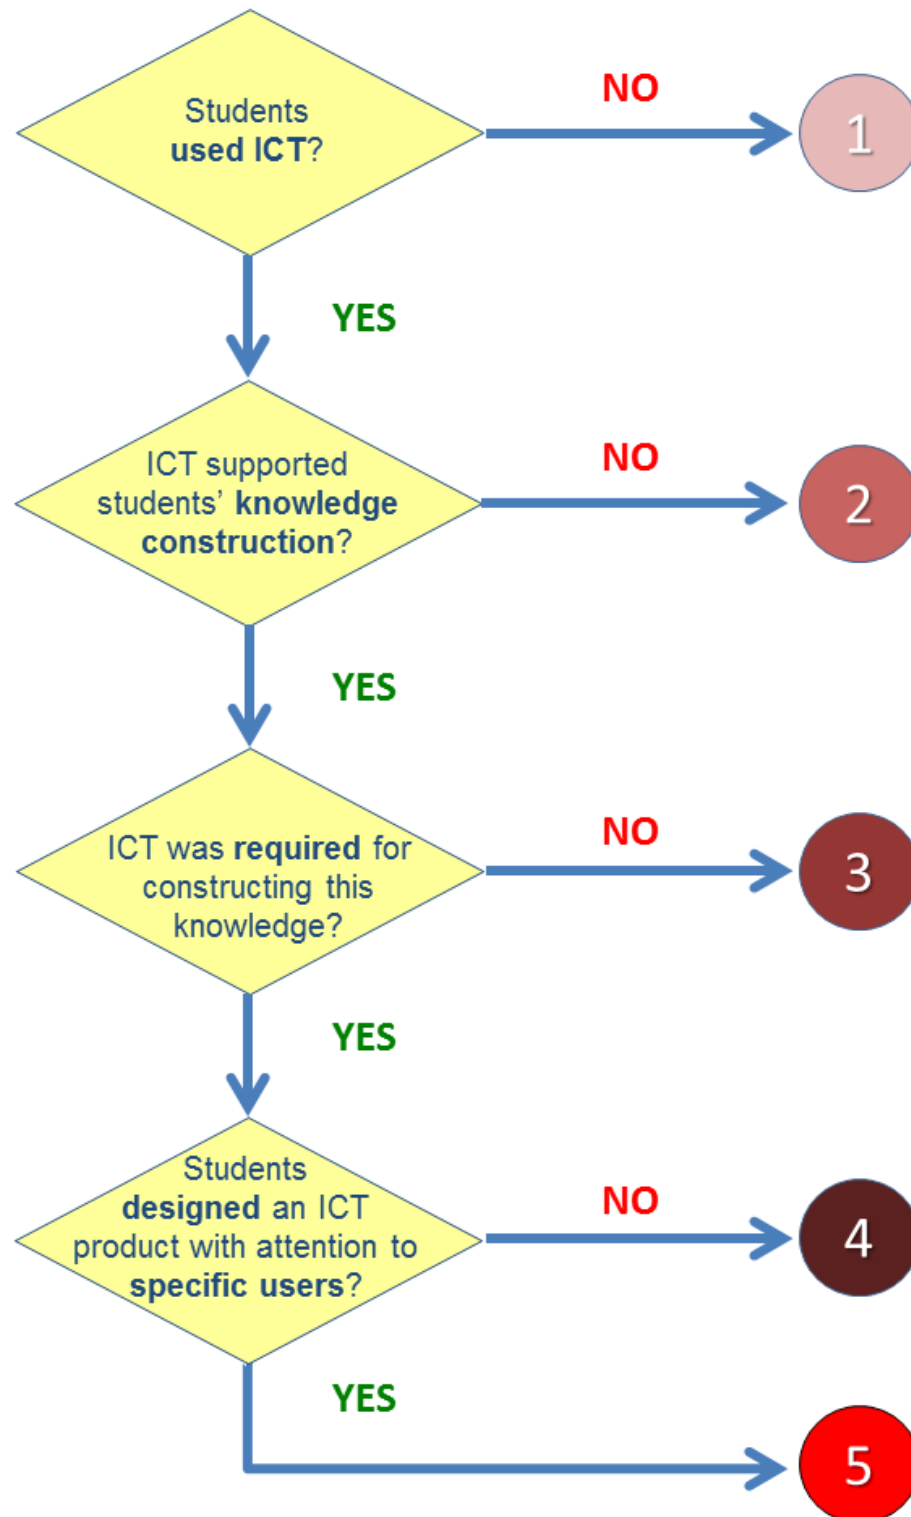 Students
used ICT?
NO
1
YES
ICT supported
students’ knowledge
construction?
NO
2
YES
ICT was required for
constructing this
knowledge?
NO
3
YES
Students
designed an ICT
product with attention to
specific users?
NO
4
YES
5